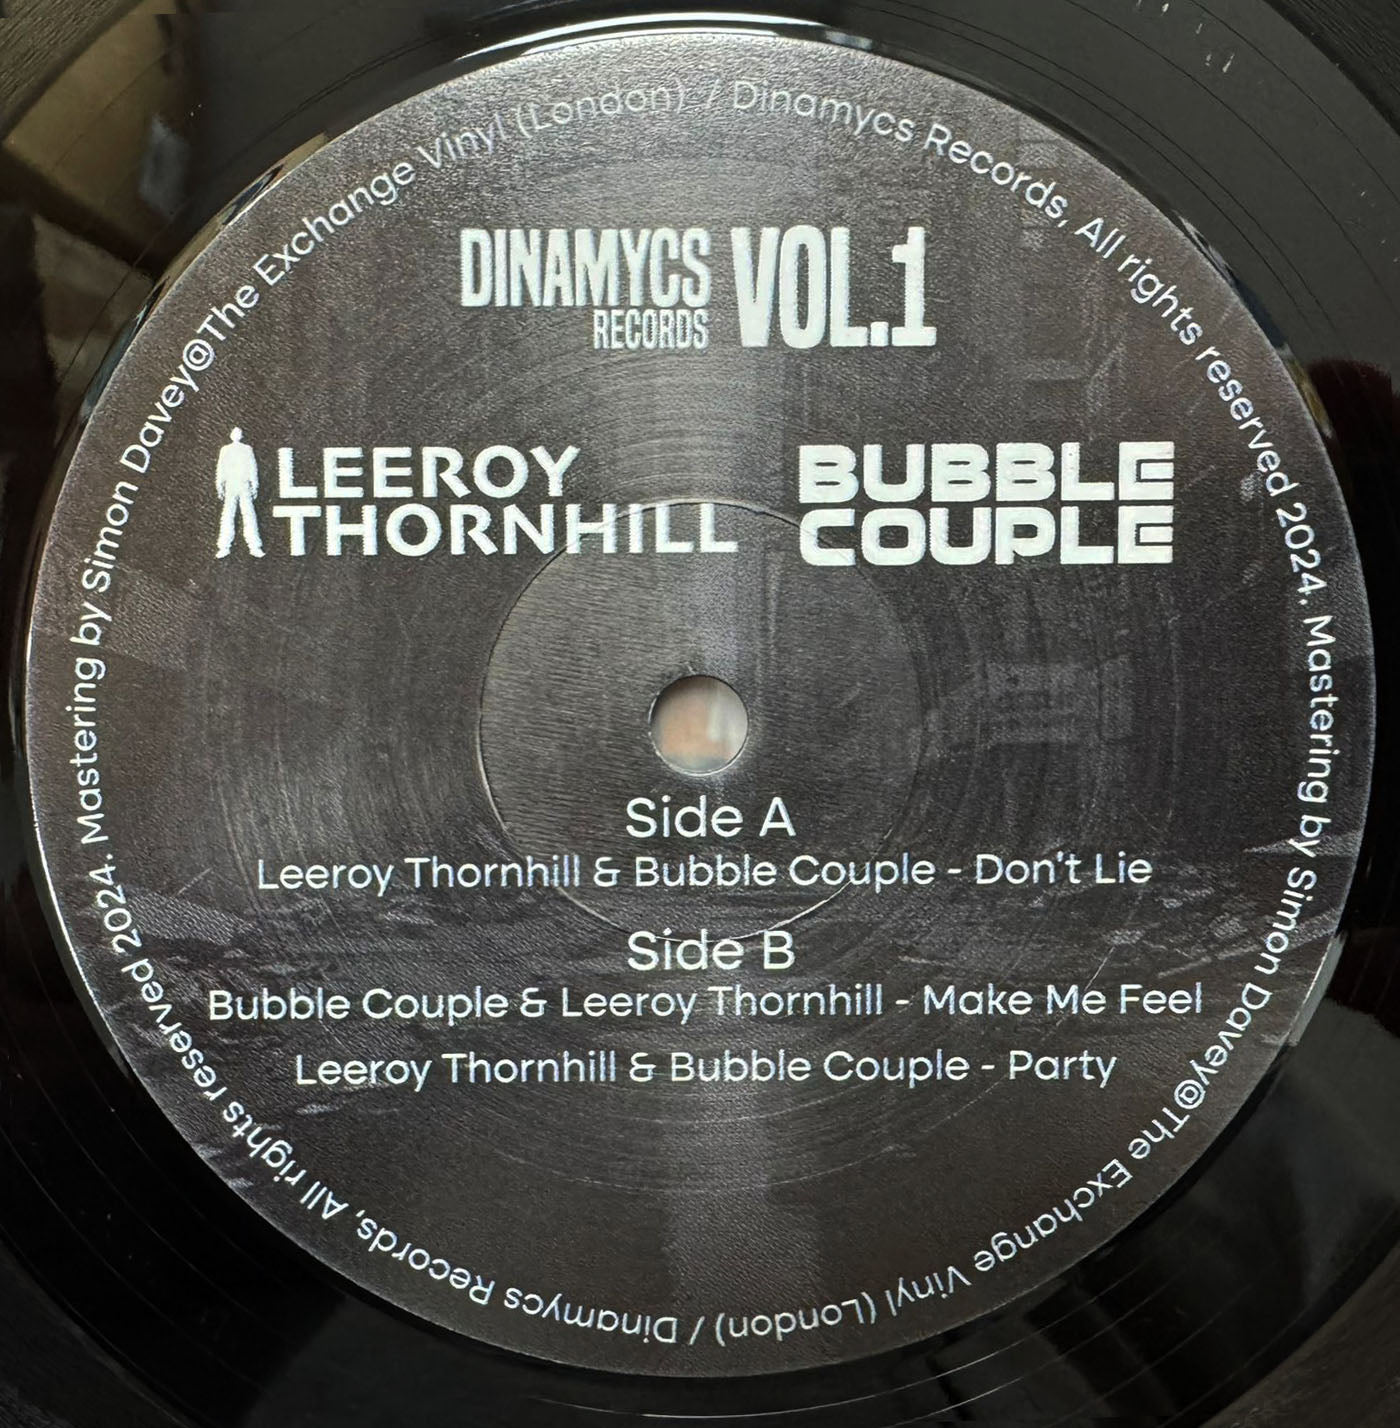 DINAMYCS
RECORDS
VOL.1
LEEROY
THORNHILL
BUBBLE
COUPLE
Side A
Leeroy Thornhill & Bubble Couple - Don't Lie
Side B
Bubble Couple & Leeroy Thornhill - Make Me Feel
Leeroy Thornhill & Bubble Couple - Party
Dinamycs Records, All rights reserved 2024. Mastering by Simon Davey@The Exchange Vinyl (London) / Dinamycs Records, All rights reserved 2024. Mastering by Simon Davey@The Exchange Vinyl (London) /